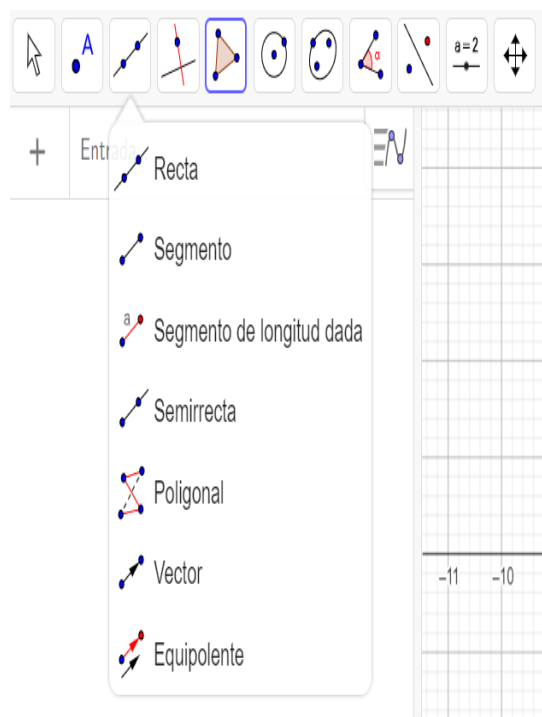 A
α
a=2
+
Entrada
Recta
Segmento
a
Segmento de longitud dada
Semirrecta
Poligonal
Vector
Equipolente
–11
–10